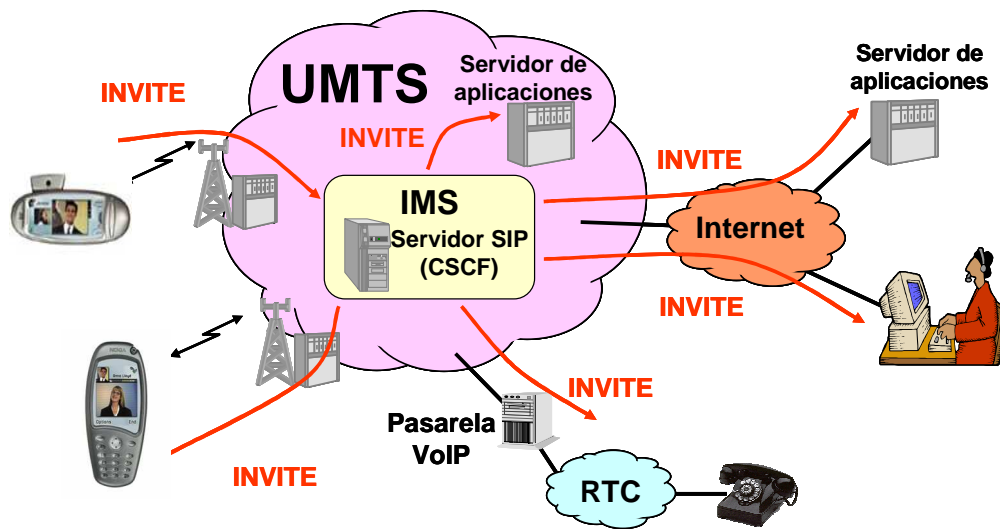 UMTS
Servidor de
aplicaciones
Servidor de
aplicaciones
INVITE
INVITE
INVITE
IMS
Servidor SIP
(CSCF)
Internet
INVITE
NOKIA
INVITE
Pasarela
VoIP
INVITE
RTC